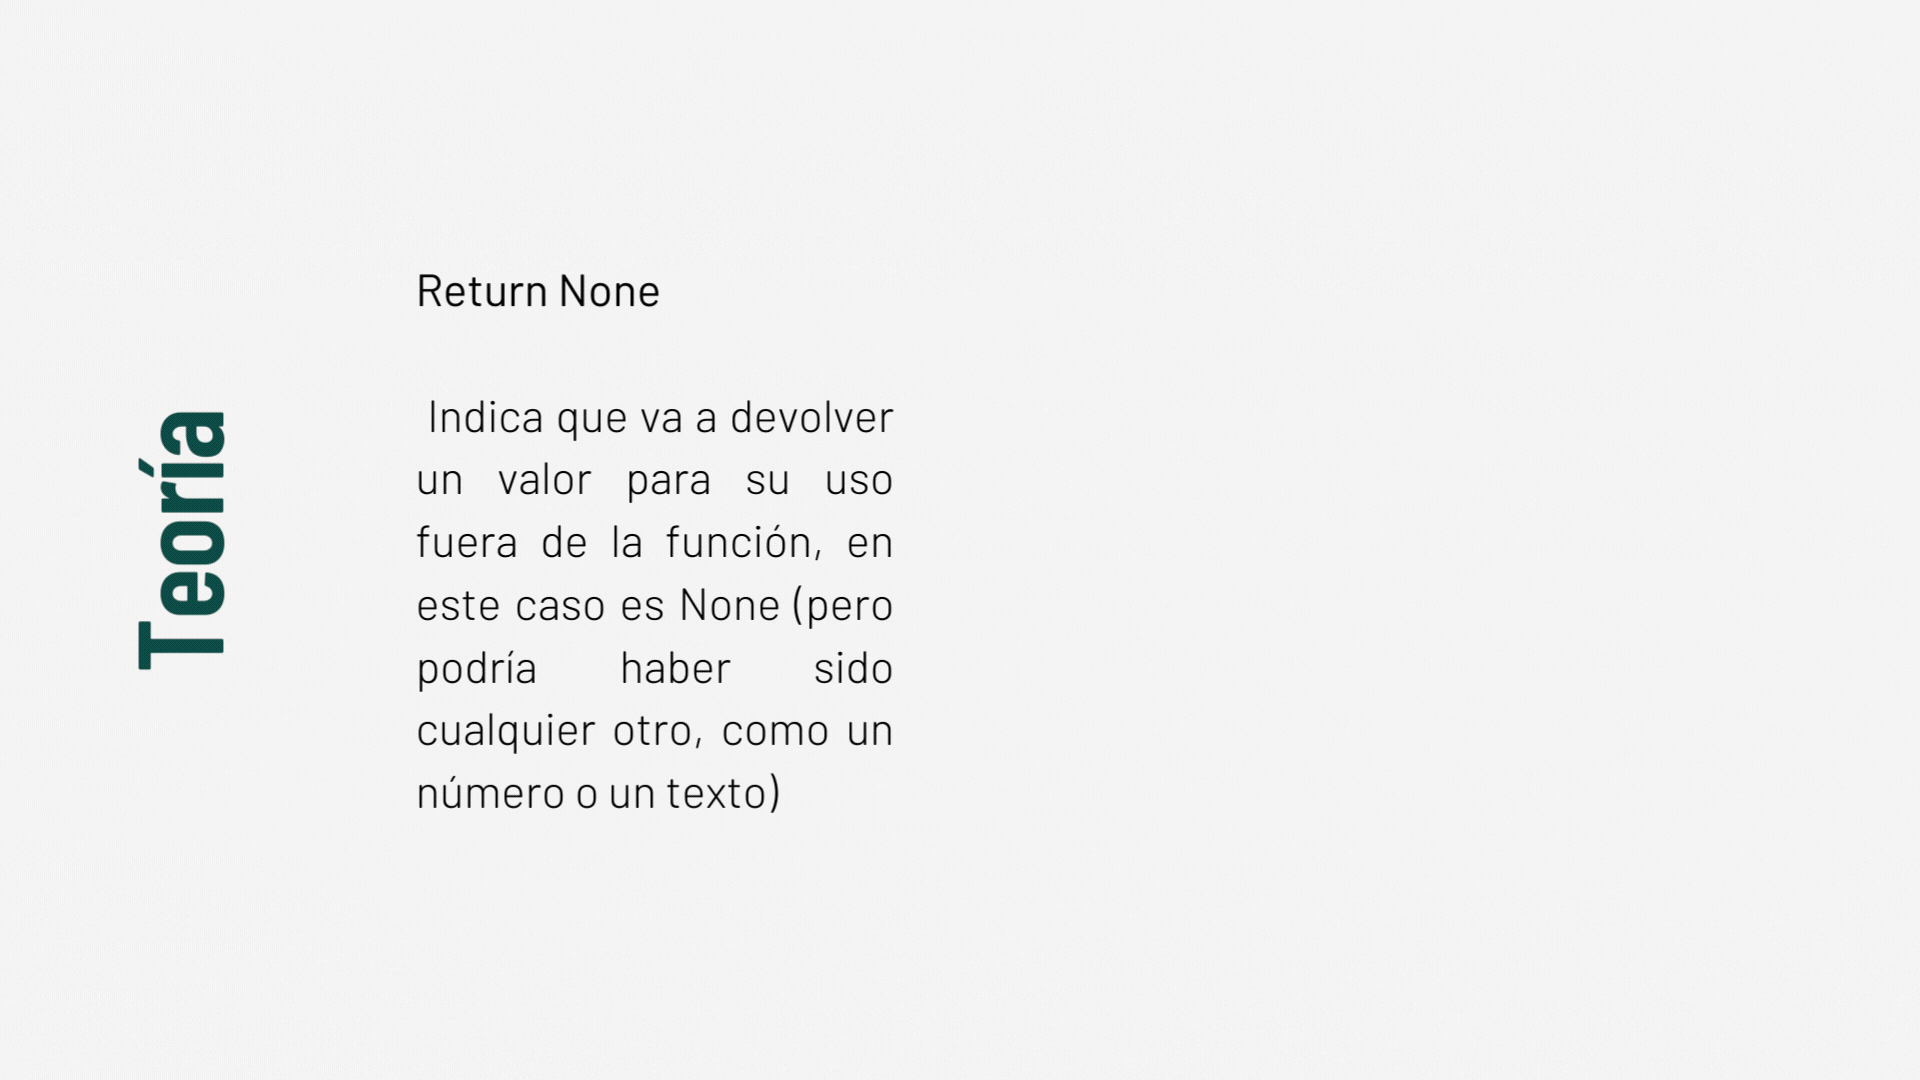 Teoría
Return None
Indica que va a devolver
un valor para su uso
fuera de la función, en
este caso es None (pero
podría haber sido
cualquier otro, como un
número o un texto)